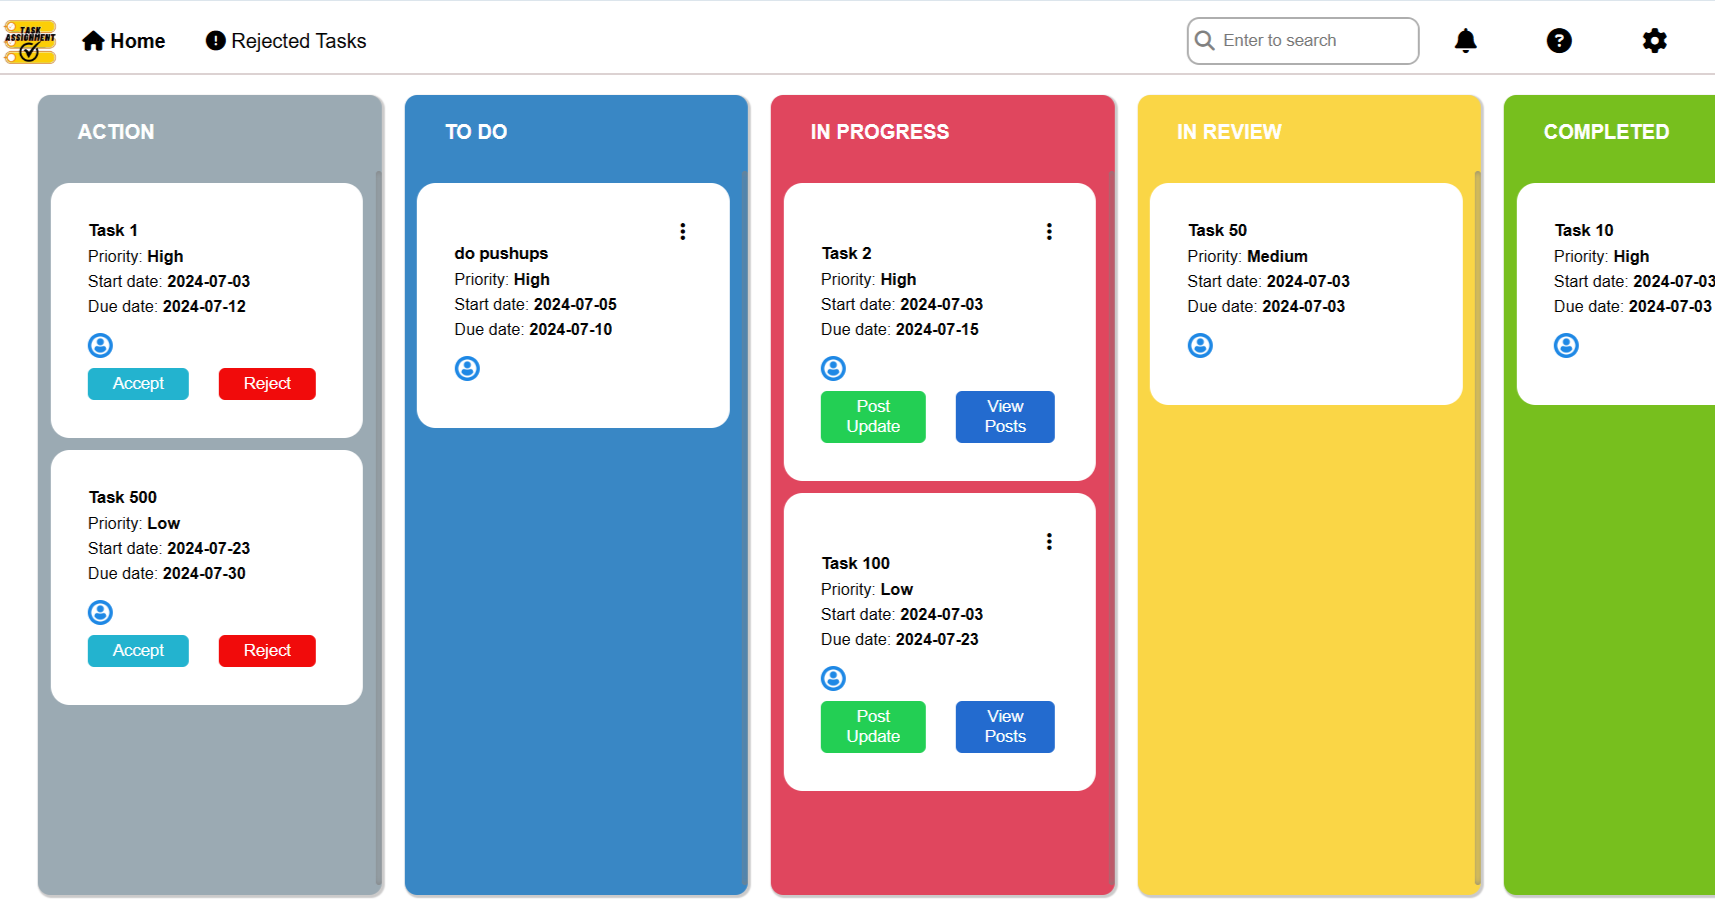 TASK
ASSIGNMENT
Home
Rejected Tasks
Enter to search
ACTION
Task 1
Priority: High
Start date: 2024-07-03
Due date: 2024-07-12
Accept
Reject
Task 500
Priority: Low
Start date: 2024-07-23
Due date: 2024-07-30
Accept
Reject
TO DO
do pushups
Priority: High
Start date: 2024-07-05
Due date: 2024-07-10
IN PROGRESS
Task 2
Priority: High
Start date: 2024-07-03
Due date: 2024-07-15
Post
Update
View
Posts
Task 100
Priority: Low
Start date: 2024-07-03
Due date: 2024-07-23
Post
Update
View
Posts
IN REVIEW
Task 50
Priority: Medium
Start date: 2024-07-03
Due date: 2024-07-03
COMPLETED
Task 10
Priority: High
Start date: 2024-07-03
Due date: 2024-07-03